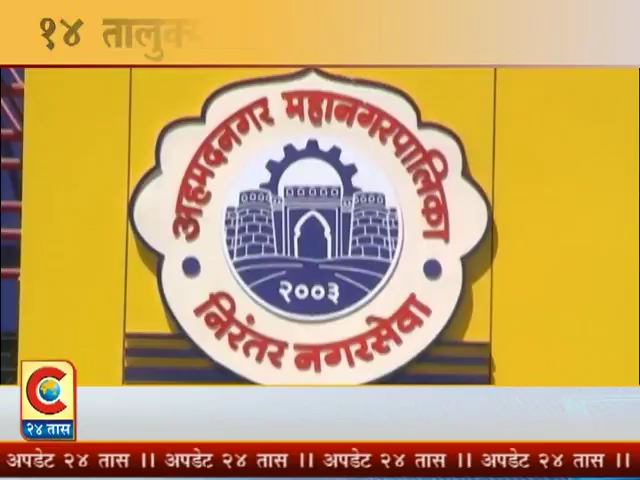 १४ तालुक्य
अहमदनगर महानगरपालिका
२००३
निरंतर नगरसेवा
C
२४ तास
अपडेट २४ तास ।। अपडेट २४ तास ।। अपडेट २४ तास ।। अपडेट २४ तास ।।